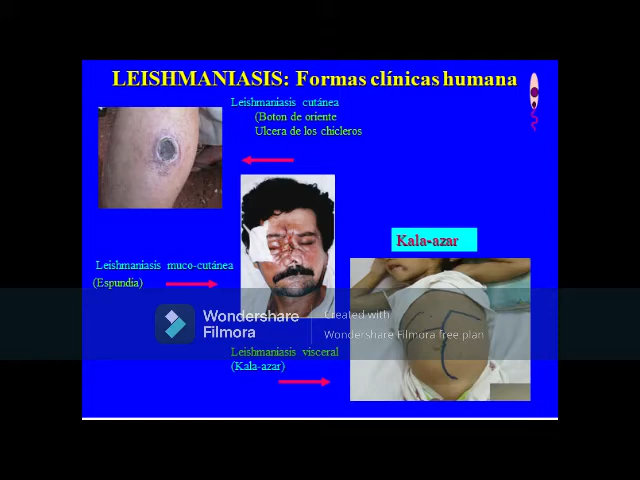 LEISHMANIASIS: Formas clínicas humana
Leishmaniasis cutánea
(Boton de oriente
Ulcera de los chicleros
Kala-azar
Leishmaniasis muco-cutánea
(Espundia)
Wondershare
Filmora
Created with
Wondershare Filmora free plan
Leishmaniasis visceral
(Kala-azar)